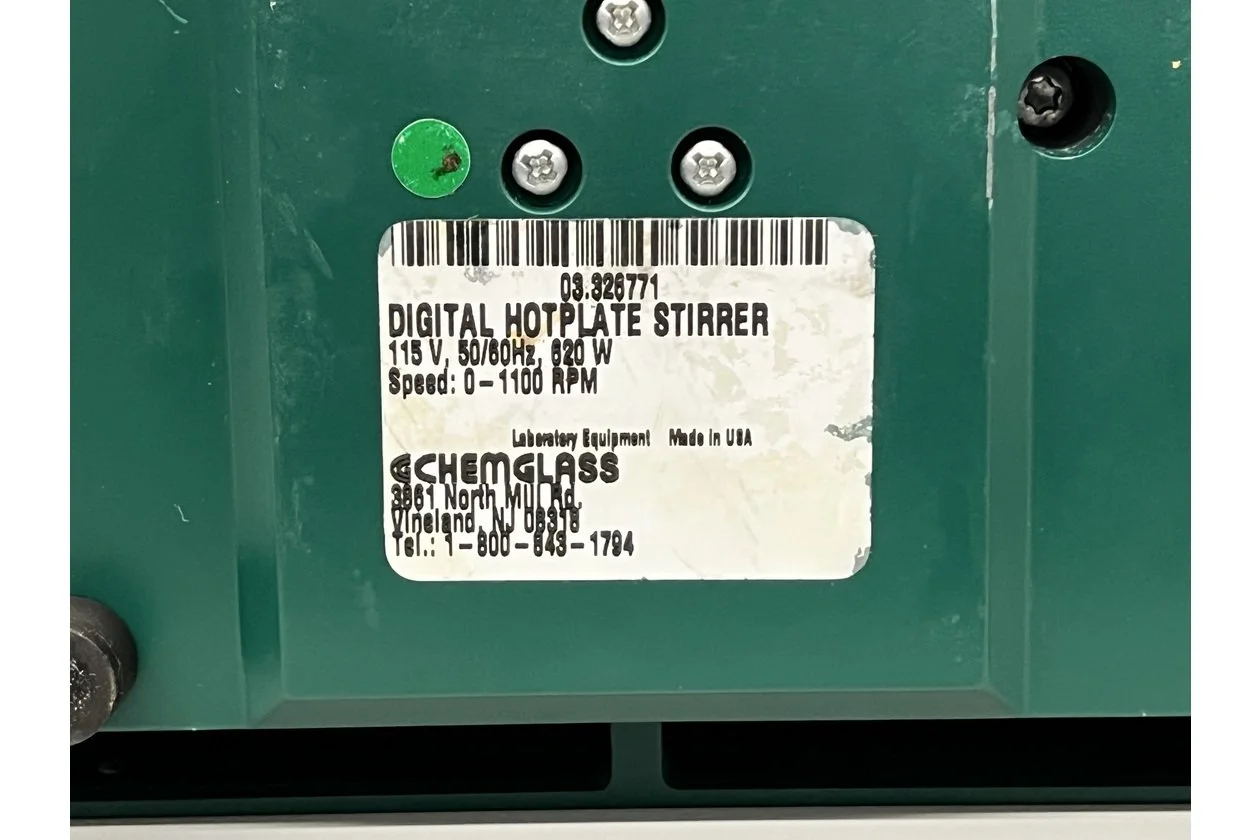 03.326771
DIGITAL HOTPLATE STIRRER
115 V, 50/60Hz, 620 W
Speed: 0-1100 RPM
Laboratory Equipment Made in USA
CHEMGLASS
3861 North Mill Rd.
Vineland, NJ 08318
Tel.: 1-800-843-1794